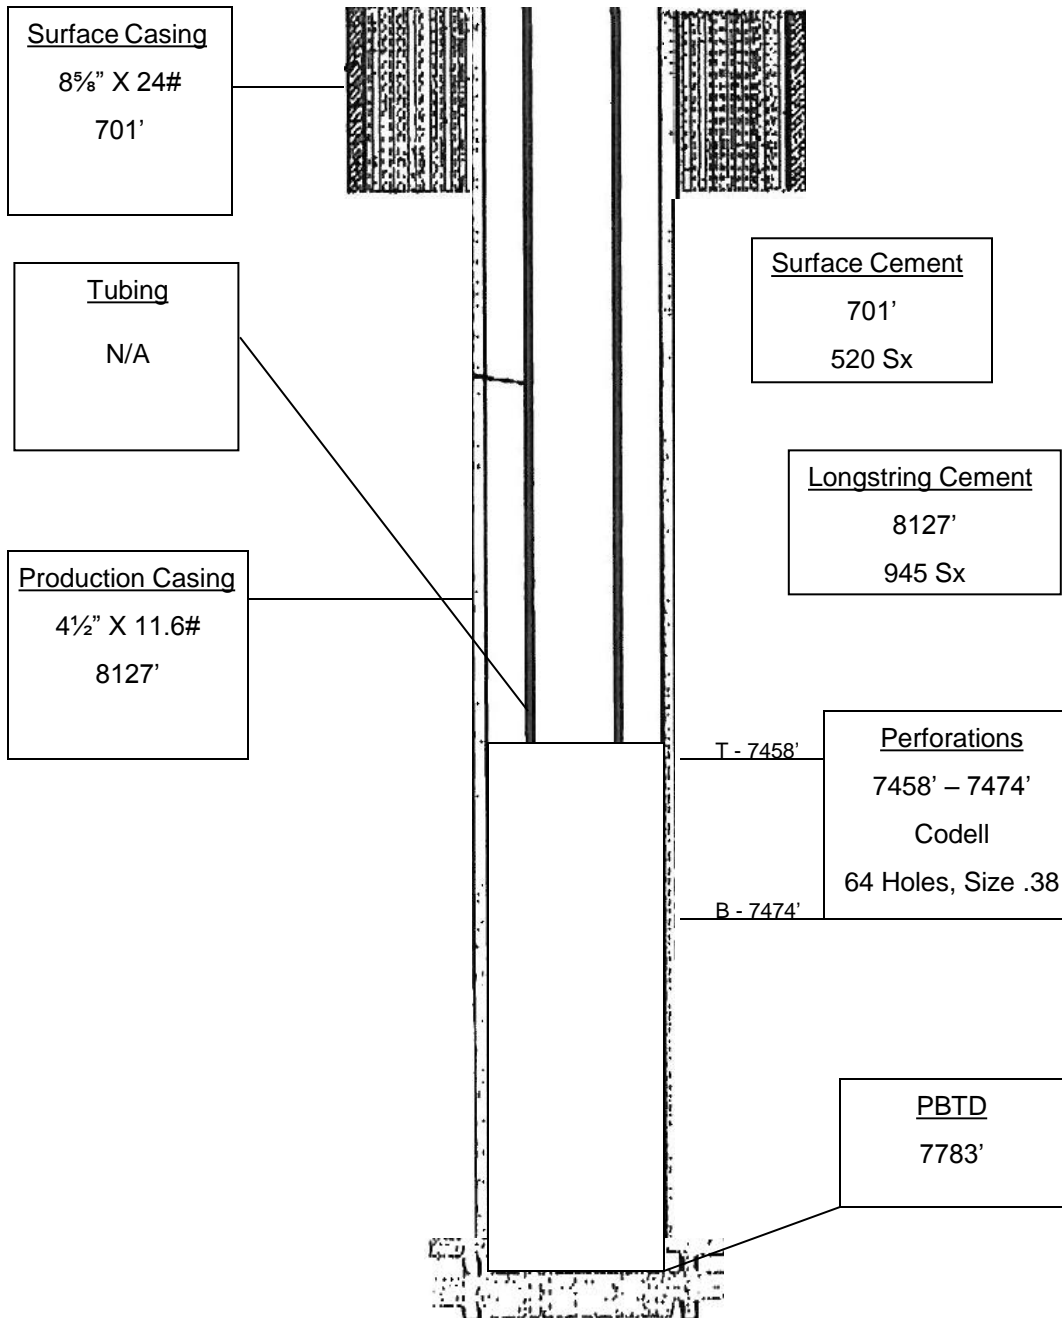 Surface Casing
8⅝” X 24#
701’
Tubing
N/A
Production Casing
4½” X 11.6#
8127’
Surface Cement
701’
520 Sx
Longstring Cement
8127’
945 Sx
T - 7458’
B - 7474’
Perforations
7458’ – 7474’
Codell
64 Holes, Size .38
PBTD
7783’